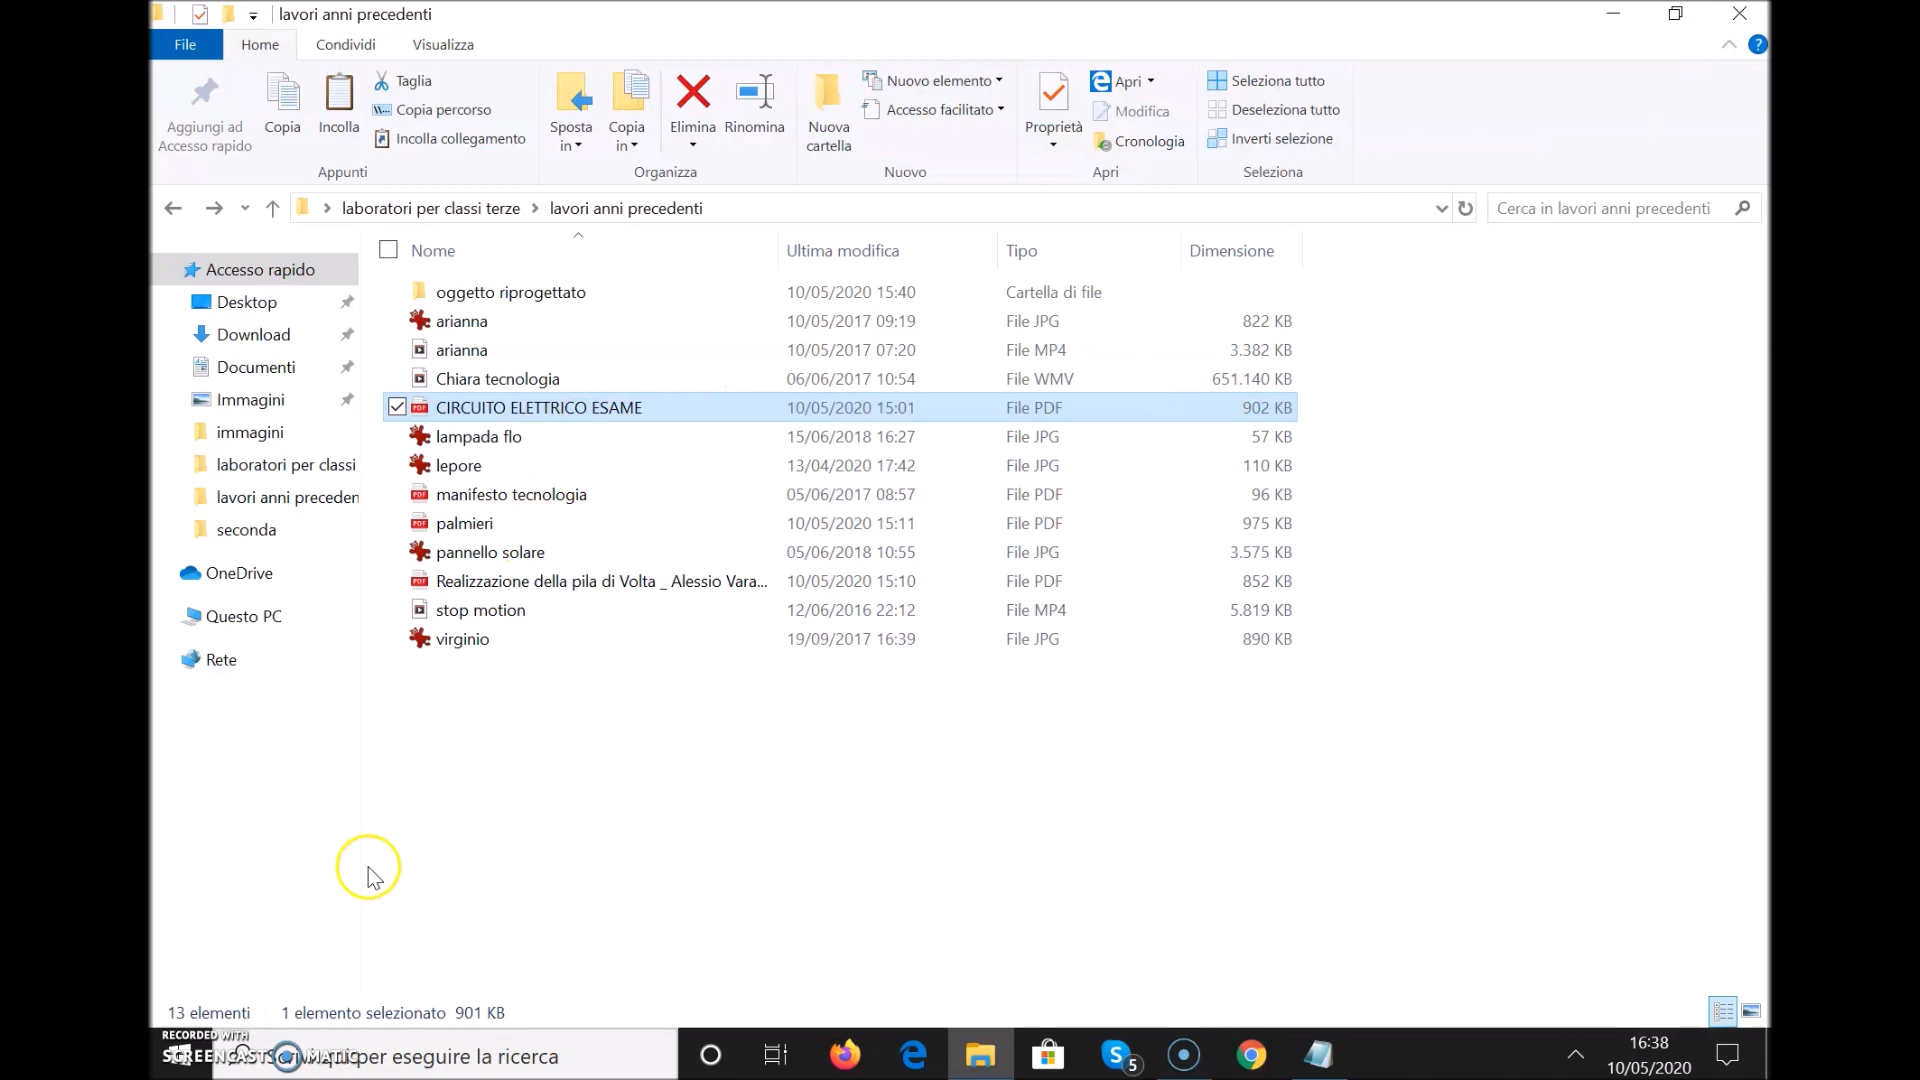 lavori anni precedenti
File Home Condividi Visualizza ?
Aggiungi ad
Accesso rapido
Copia
Incolla
Taglia
Copia percorso
Incolla collegamento
Appunti
Sposta
in
Copia
in
Elimina
Rinomina
Organizza
Nuova
cartella
Nuovo elemento
Accesso facilitato
Nuovo
Proprietà
Apri
Modifica
Cronologia
Apri
Seleziona tutto
Deseleziona tutto
Inverti selezione
Seleziona
laboratori per classi terze > lavori anni precedenti
Cerca in lavori anni precedenti
Accesso rapido
Desktop
Download
Documenti
Immagini
immagini
laboratori per classi
lavori anni preceden
seconda
OneDrive
Questo PC
Rete
Nome Ultima modifica Tipo Dimensione
oggetto riprogettato 10/05/2020 15:40 Cartella di file
arianna 10/05/2017 09:19 File JPG 822 KB
arianna 10/05/2017 07:20 File MP4 3.382 KB
Chiara tecnologia 06/06/2017 10:54 File WMV 651.140 KB
CIRCUITO ELETTRICO ESAME 10/05/2020 15:01 File PDF 902 KB
lampada flo 15/06/2018 16:27 File JPG 57 KB
lepore 13/04/2020 17:42 File JPG 110 KB
manifesto tecnologia 05/06/2017 08:57 File PDF 96 KB
palmieri 10/05/2020 15:11 File PDF 975 KB
pannello solare 05/06/2018 10:55 File JPG 3.575 KB
Realizzazione della pila di Volta _ Alessio Vara... 10/05/2020 15:10 File PDF 852 KB
stop motion 12/06/2016 22:12 File MP4 5.819 KB
virginio 19/09/2017 16:39 File JPG 890 KB
13 elementi 1 elemento selezionato 901 KB
RECORDED WITH
SCREENCAST MATIC
per eseguire la ricerca
5
16:38
10/05/2020